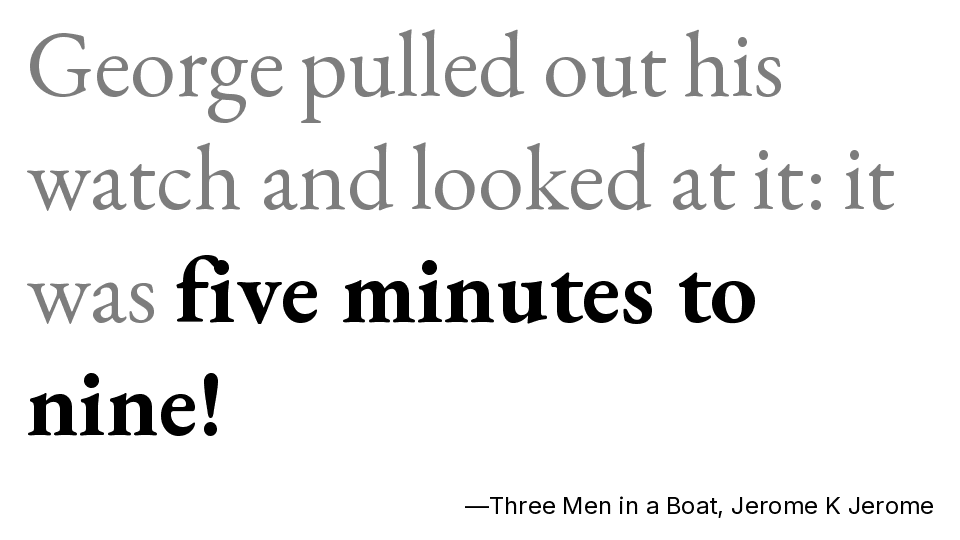 George pulled out his
watch and looked at it: it
was five minutes to
nine!
—Three Men in a Boat, Jerome K Jerome